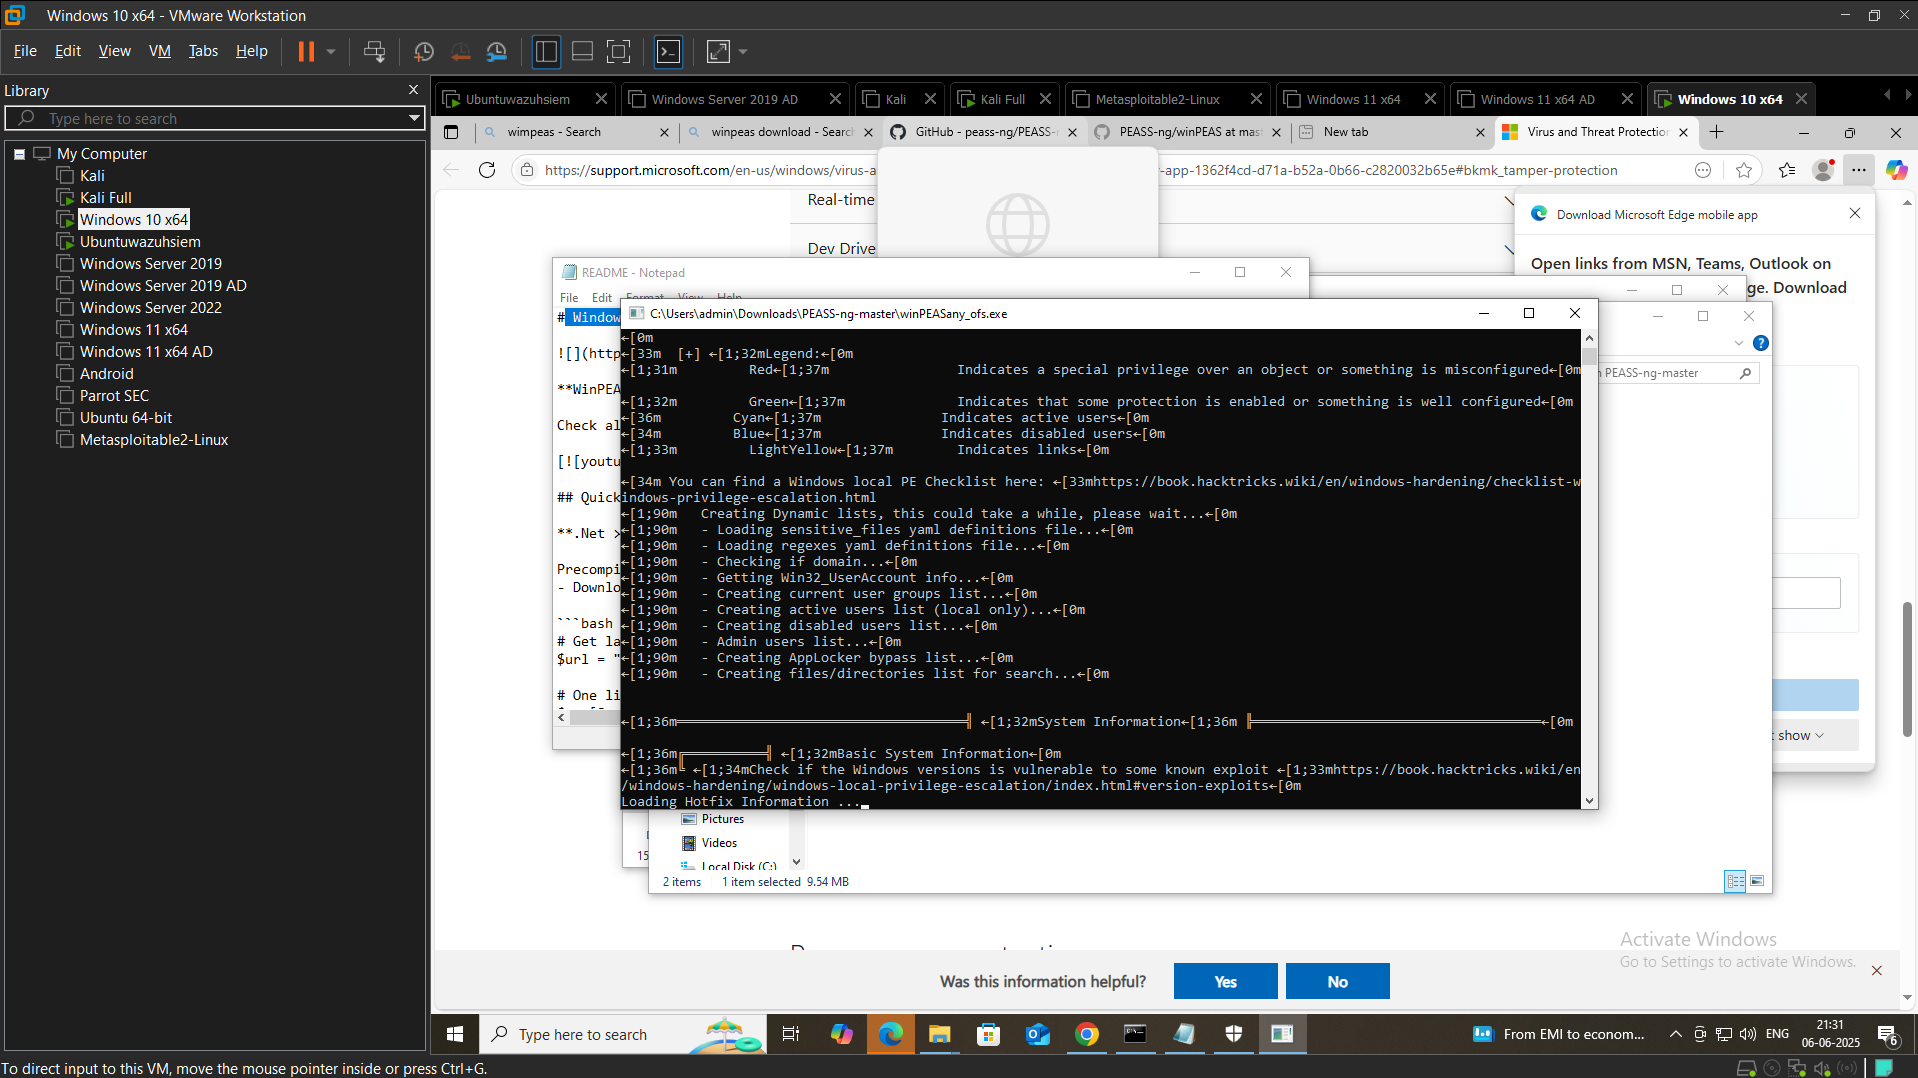 Windows 10 x64 - VMware Workstation
File Edit View VM Tabs Help
Library
Type here to search
My Computer
Kali
Kali Full
Windows 10 x64
Ubuntuwazuhsiem
Windows Server 2019
Windows Server 2019 AD
Windows Server 2022
Windows 11 x64
Windows 11 x64 AD
Android
Parrot SEC
Ubuntu 64-bit
Metasploitable2-Linux
Ubuntuwazuhsiem
Windows Server 2019 AD
Kali
Kali Full
Metasploitable2-Linux
Windows 11 x64
Windows 11 x64 AD
Windows 10 x64
wimpeas - Search
winpeas download - Search
GitHub - peass-ng/PEASS-
PEASS-ng/winPEAS at mast
New tab
Virus and Threat Protection
https://support.microsoft.com/en-us/windows/virus-a
-app-1362f4cd-d71a-b52a-0b66-c2820032b65e#bkmk_tamper-protection
Real-time
Dev Drive
Download Microsoft Edge mobile app
Open links from MSN, Teams, Outlook on
ge. Download
README - Notepad
File Edit Format View Help
# Window
![](http
**WinPEA
Check al
[![youtu
## Quick
**.Net >
Precompi
- Downlo
```bash
# Get la
$url = "
# One li
C:\Users\admin\Downloads\PEASS-ng-master\winPEASany_ofs.exe
←[0m
←[33m  [+] ←[1;32mLegend:←[0m
←[1;31m         Red←[1;37m                Indicates a special privilege over an object or something is misconfigured←[0m
←[1;32m         Green←[1;37m              Indicates that some protection is enabled or something is well configured←[0m
←[36m         Cyan←[1;37m               Indicates active users←[0m
←[34m         Blue←[1;37m               Indicates disabled users←[0m
←[1;33m         LightYellow←[1;37m        Indicates links←[0m
←[34m You can find a Windows local PE Checklist here: ←[33mhttps://book.hacktricks.wiki/en/windows-hardening/checklist-w
indows-privilege-escalation.html
←[1;90m   Creating Dynamic lists, this could take a while, please wait...←[0m
←[1;90m   - Loading sensitive_files yaml definitions file...←[0m
←[1;90m   - Loading regexes yaml definitions file...←[0m
←[1;90m   - Checking if domain...←[0m
←[1;90m   - Getting Win32_UserAccount info...←[0m
←[1;90m   - Creating current user groups list...←[0m
←[1;90m   - Creating active users list (local only)...←[0m
←[1;90m   - Creating disabled users list...←[0m
←[1;90m   - Admin users list...←[0m
←[1;90m   - Creating AppLocker bypass list...←[0m
←[1;90m   - Creating files/directories list for search...←[0m
←[1;36m════════════════════════════════════╣ ←[1;32mSystem Information←[1;36m ╠════════════════════════════════════←[0m
←[1;36m╔══════════╣ ←[1;32mBasic System Information←[0m
←[1;36m╚ ←[1;34mCheck if the Windows versions is vulnerable to some known exploit ←[1;33mhttps://book.hacktricks.wiki/en
/windows-hardening/windows-local-privilege-escalation/index.html#version-exploits←[0m
Loading Hotfix Information ...
PEASS-ng-master
show
Pictures
Videos
Local Disk (C:)
15
2 items 1 item selected 9.54 MB
Activate Windows
Go to Settings to activate Windows.
Was this information helpful?
Yes
No
Type here to search
From EMI to econom...
ENG
21:31
06-06-2025
6
To direct input to this VM, move the mouse pointer inside or press Ctrl+G.